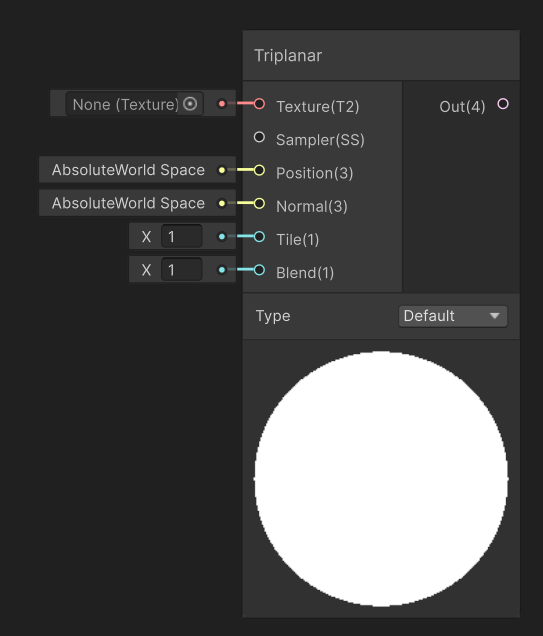 Triplanar
None (Texture)
Texture(T2)
Out(4)
Sampler(SS)
AbsoluteWorld Space
Position(3)
AbsoluteWorld Space
Normal(3)
X 1
Tile(1)
X 1
Blend(1)
Type
Default